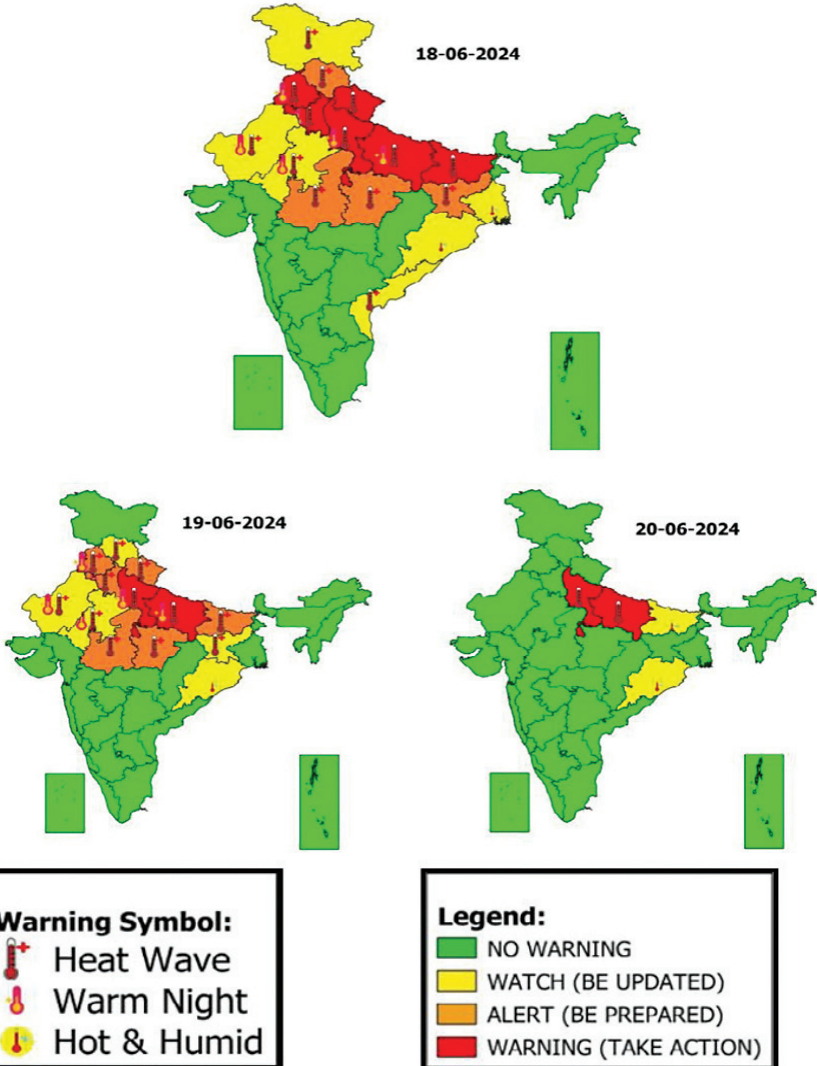 18-06-2024
19-06-2024
20-06-2024
Warning Symbol:
Heat Wave
Warm Night
Hot & Humid
Legend:
NO WARNING
WATCH (BE UPDATED)
ALERT (BE PREPARED)
WARNING (TAKE ACTION)